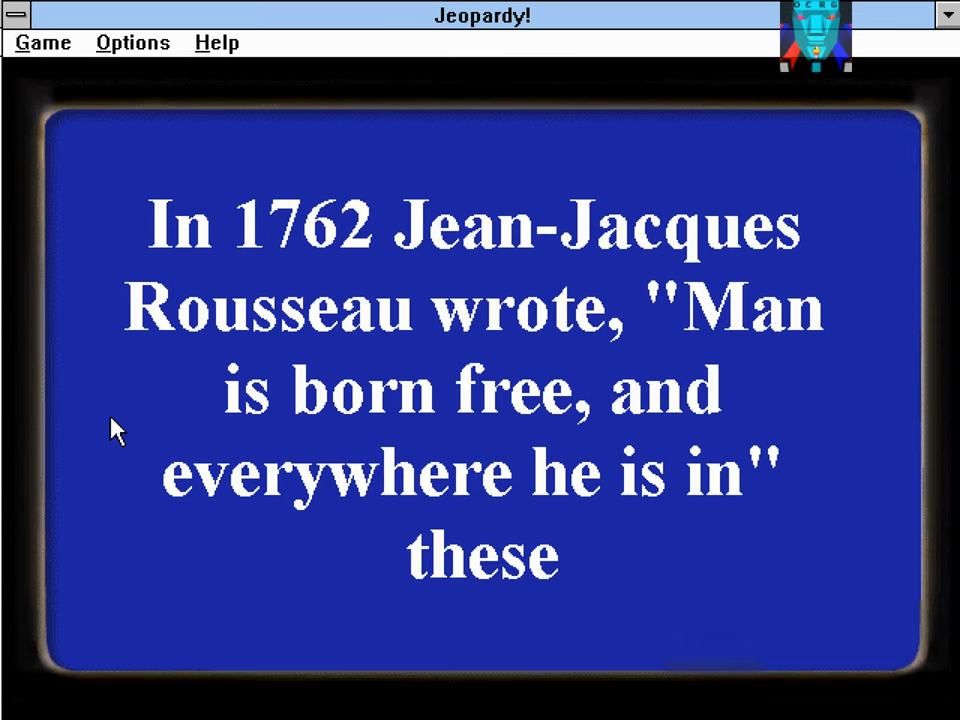 Jeopardy!
Game Options Help
OCRG
In 1762 Jean-Jacques
Rousseau wrote, "Man
is born free, and
everywhere he is in"
these